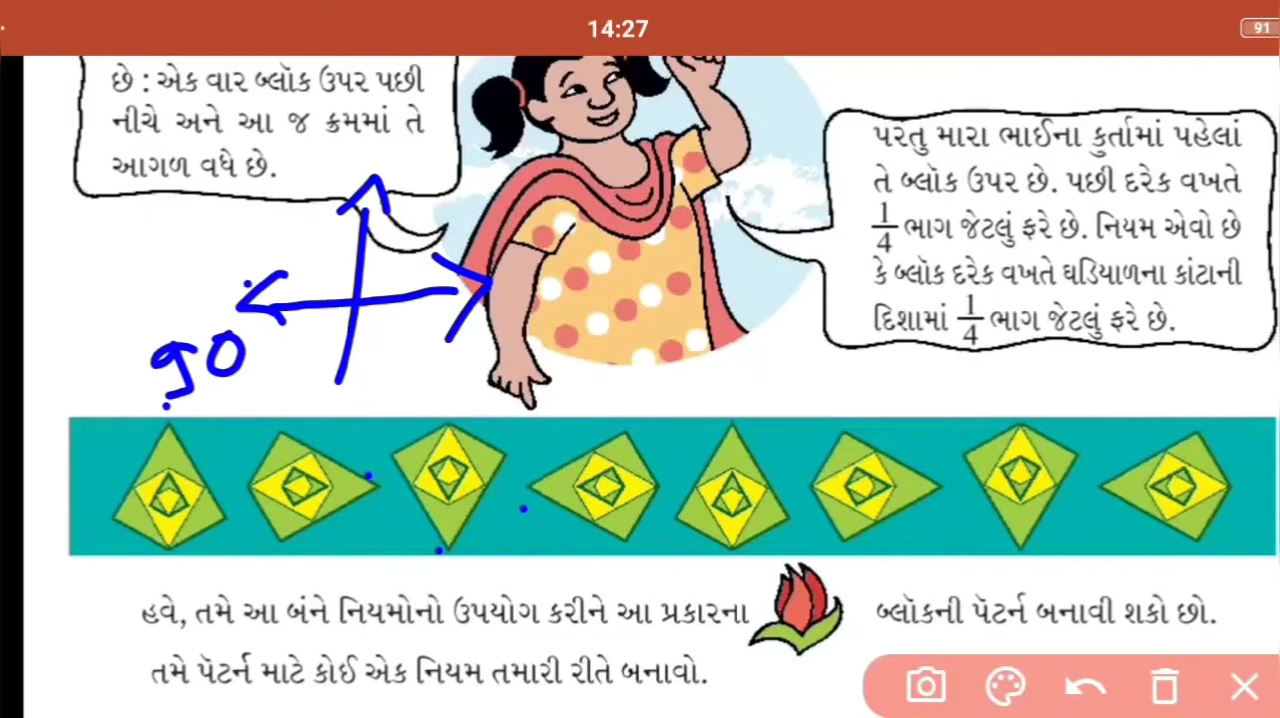 14:27
91
છે : એક વાર બ્લૉક ઉપર પછી
નીચે અને આ જ ક્રમમાં તે
આગળ વધે છે.
પરતુ મારા ભાઈના કુર્તામાં પહેલાં
તે બ્લૉક ઉપર છે. પછી દરેક વખતે
1/4 ભાગ જેટલું ફરે છે. નિયમ એવો છે
કે બ્લૉક દરેક વખતે ઘડિયાળના કાંટાની
દિશામાં 1/4 ભાગ જેટલું ફરે છે.
90
હવે, તમે આ બંને નિયમોનો ઉપયોગ કરીને આ પ્રકારના બ્લૉકની પૅટર્ન બનાવી શકો છો.
તમે પૅટર્ન માટે કોઈ એક નિયમ તમારી રીતે બનાવો.